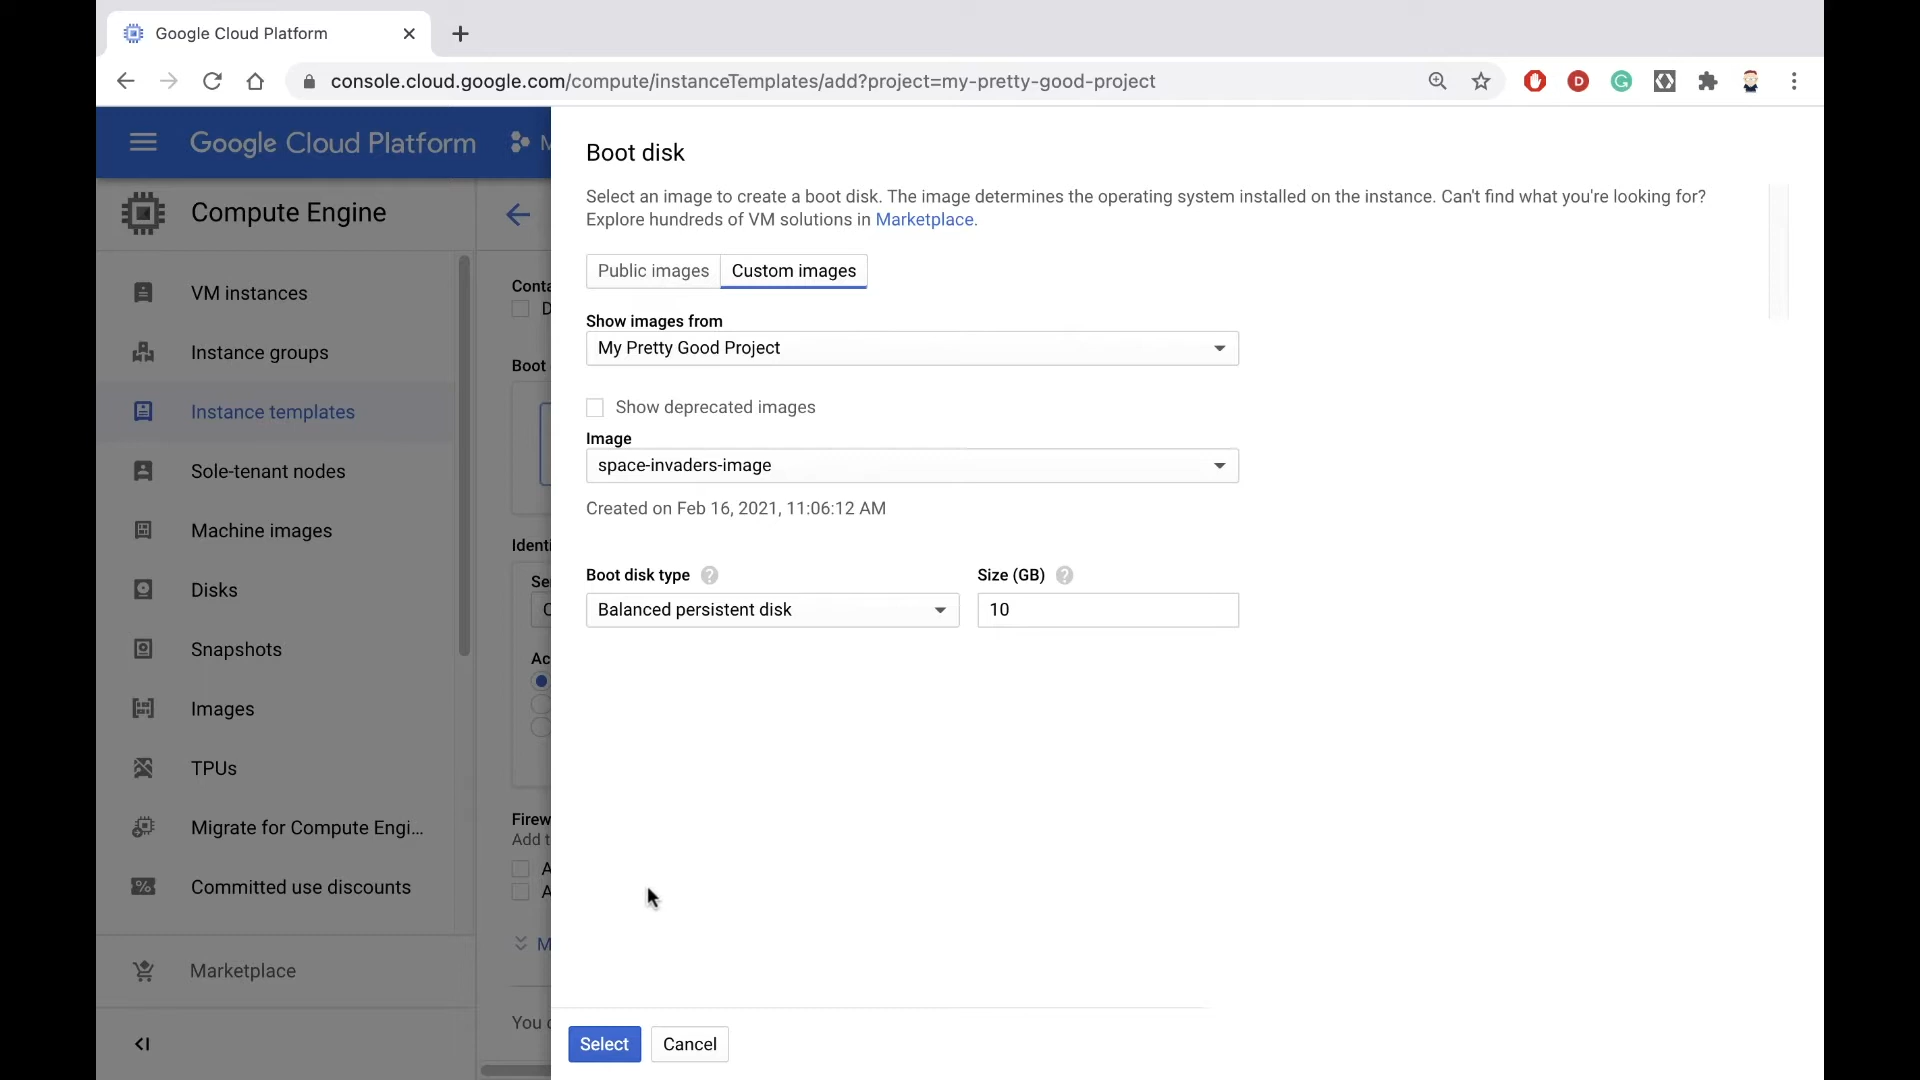 Google Cloud Platform
console.cloud.google.com/compute/instanceTemplates/add?project=my-pretty-good-project
Google Cloud Platform
Compute Engine
VM instances
Instance groups
Instance templates
Sole-tenant nodes
Machine images
Disks
Snapshots
Images
TPUs
Migrate for Compute Engi...
Committed use discounts
Marketplace
Boot
Add
You
Boot disk
Select an image to create a boot disk. The image determines the operating system installed on the instance. Can't find what you're looking for?
Explore hundreds of VM solutions in Marketplace.
Public images
Custom images
Show images from
My Pretty Good Project
Show deprecated images
Image
space-invaders-image
Created on Feb 16, 2021, 11:06:12 AM
Boot disk type
Size (GB)
Balanced persistent disk
10
Select
Cancel